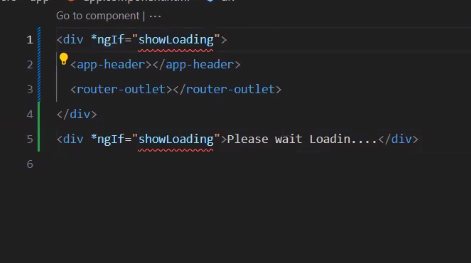 Go to component | ...
1 <div *ngIf="showLoading">
2 <app-header></app-header>
3 <router-outlet></router-outlet>
4 </div>
5 <div *ngIf="showLoading">Please wait Loadin....</div>
6